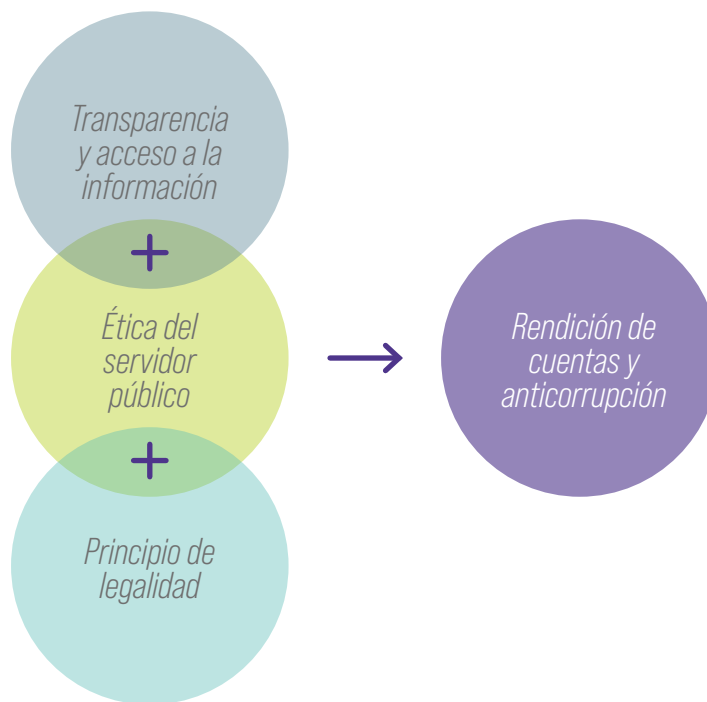 Transparencia
y acceso a la
información
+
Ética del
servidor
público
+
Principio de
legalidad
Rendición de
cuentas y
anticorrupción